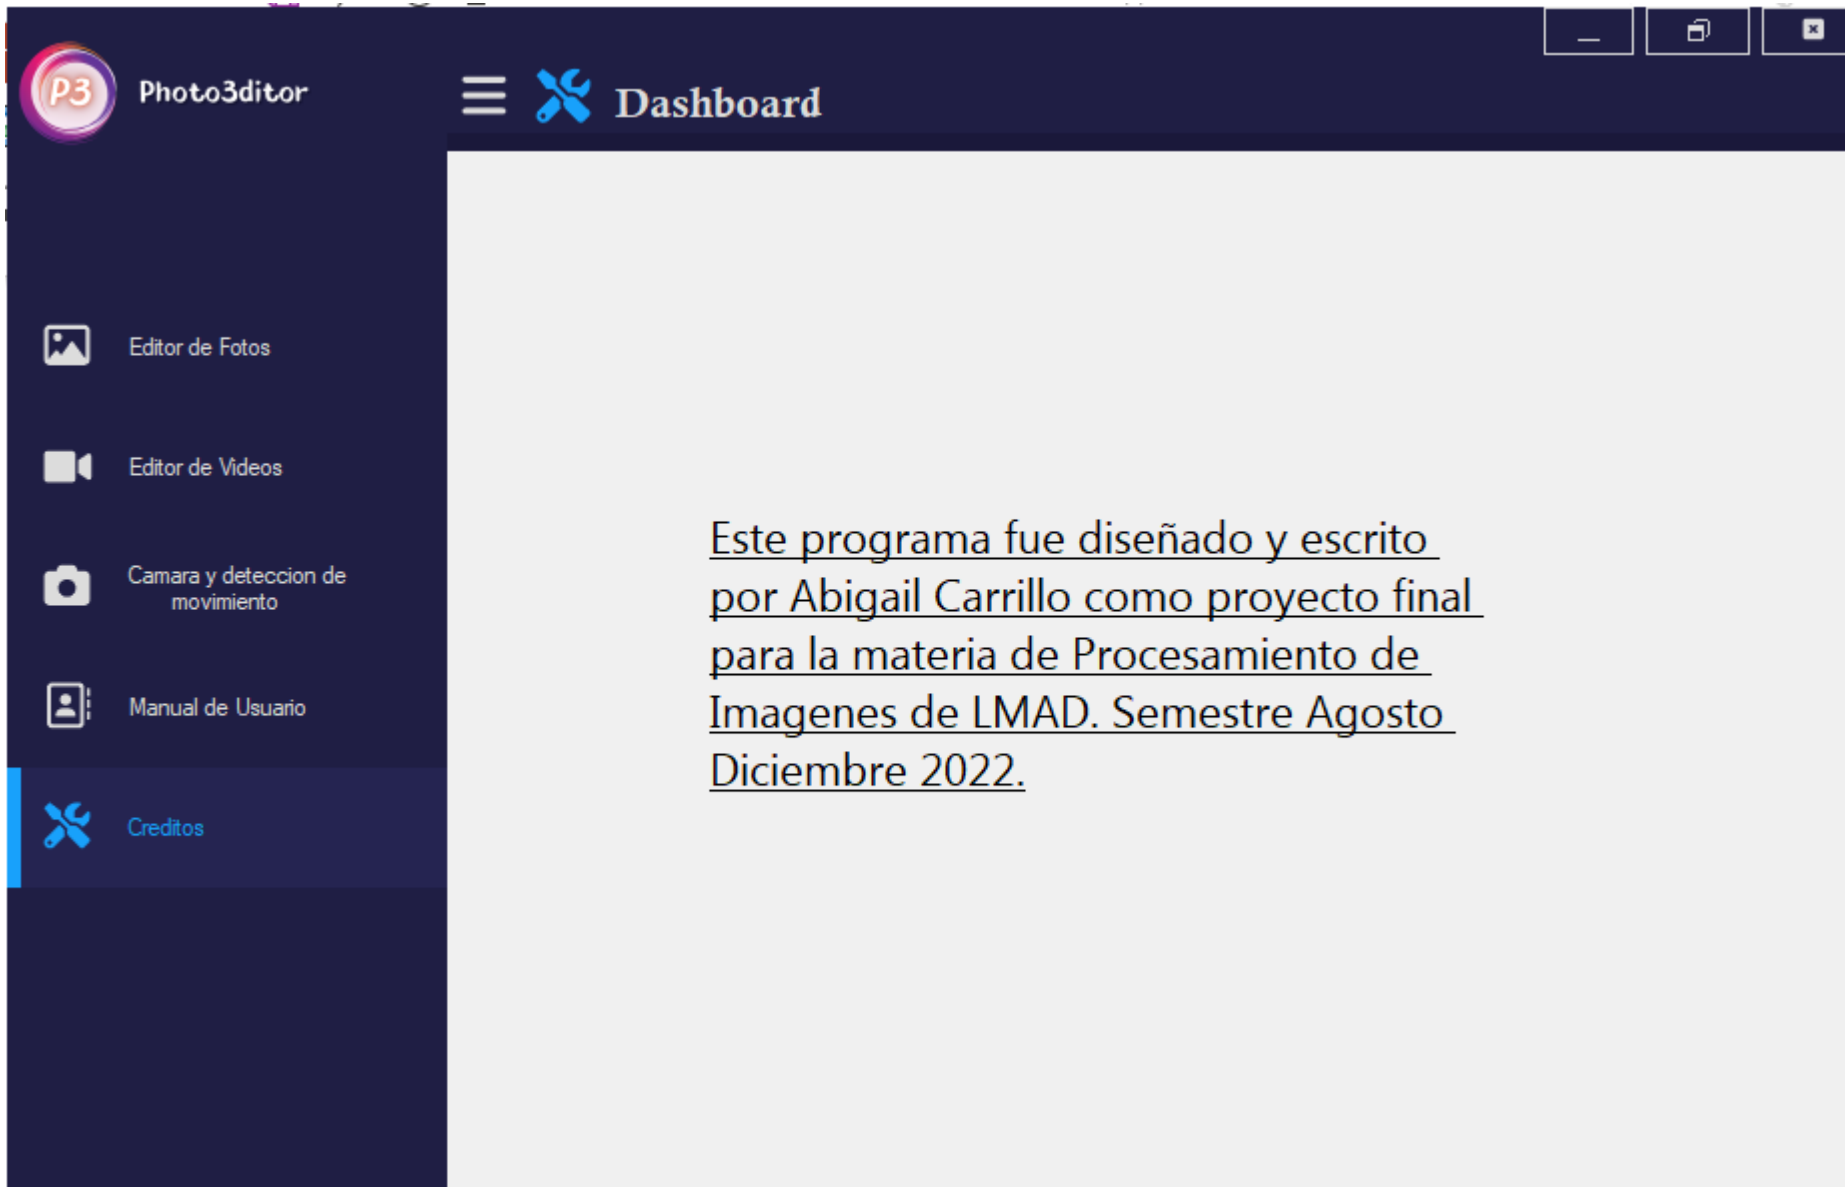 P3
Photo3ditor
Dashboard
Editor de Fotos
Editor de Videos
Camara y deteccion de
movimiento
Manual de Usuario
Creditos
Este programa fue diseñado y escrito
por Abigail Carrillo como proyecto final
para la materia de Procesamiento de
Imagenes de LMAD. Semestre Agosto
Diciembre 2022.